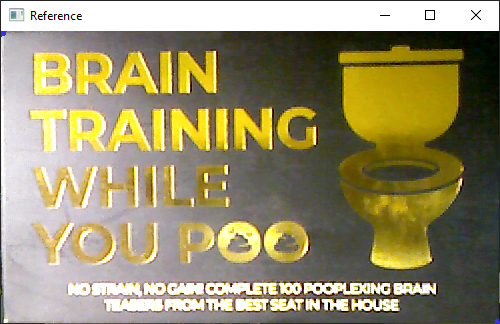 Reference
BRAIN
TRAINING
WHILE
YOU POO
NO STRAIN, NO GAIN! COMPLETE 100 POOPLEXING BRAIN
TEASERS FROM THE BEST SEAT IN THE HOUSE